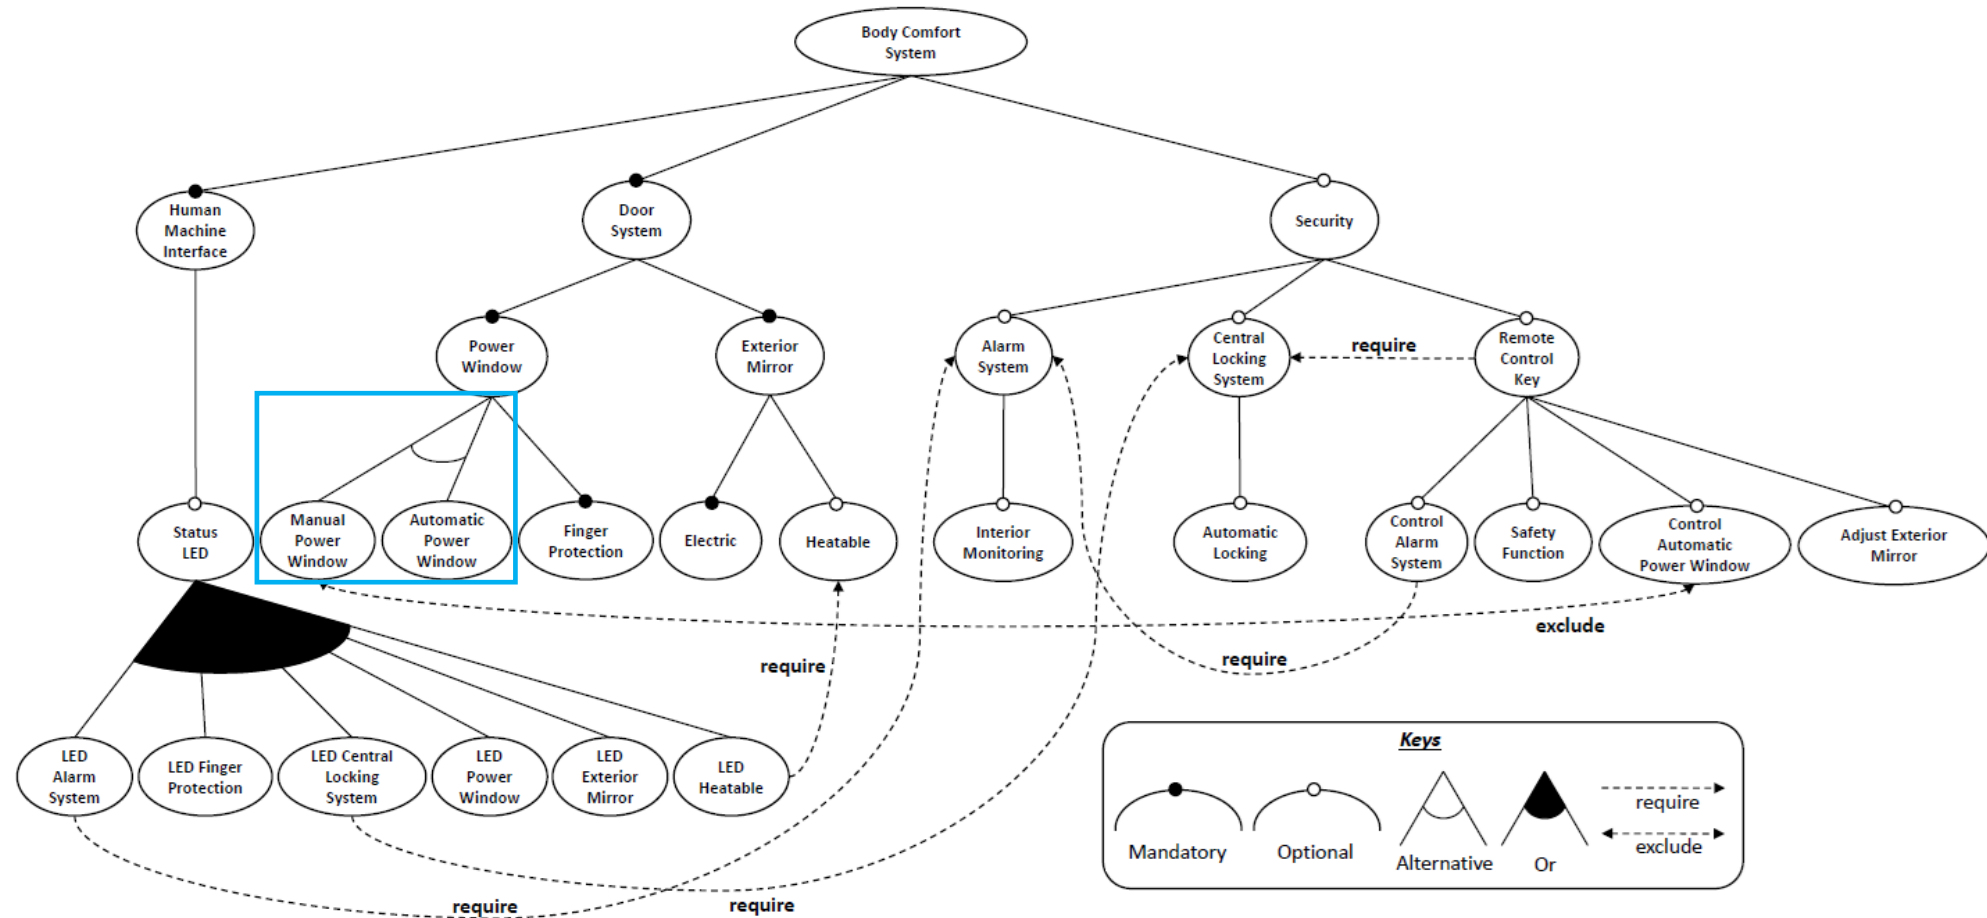 Body Comfort
System
Human
Machine
Interface
Door
System
Security
Power
Window
Exterior
Mirror
Alarm
System
Central
Locking
System
require
Remote
Control
Key
Status
LED
Manual
Power
Window
Automatic
Power
Window
Finger
Protection
Electric
Heatable
Interior
Monitoring
Automatic
Locking
Control
Alarm
System
Safety
Function
Control
Automatic
Power Window
Adjust Exterior
Mirror
exclude
require
require
LED
Alarm
System
LED Finger
Protection
LED Central
Locking
System
LED
Power
Window
LED
Exterior
Mirror
LED
Heatable
require
require
Keys
Mandatory
Optional
Alternative
Or
require
exclude